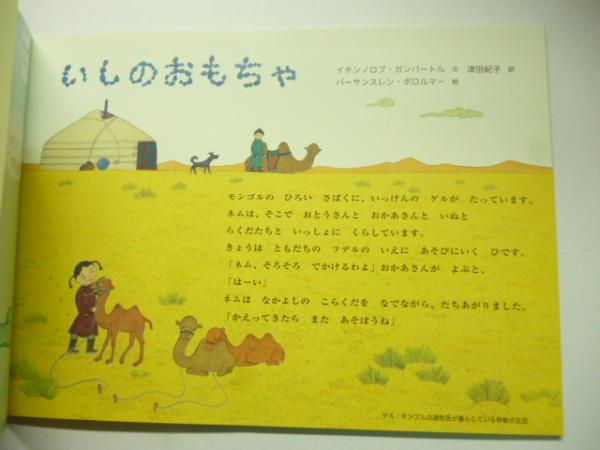 いしのおもちゃ
イチンノロブ・ガンバートル 文 津田紀子 訳
バーサンスレン・ボロルマー 絵
モンゴルの ひろい さばくに、いっけんの ゲルが たっています。
ネムは、そこで おとうさんと おかあさんと いぬと
らくだたちと いっしょに くらしています。
きょうは ともだちの フデルの いえに あそびにいく ひです。
「ネム、そろそろ でかけるわよ」おかあさんが よぶと、
「はーい」
ネムは なかよしの こらくだを なでながら、たちあがりました。
「かえってきたら また あそぼうね」
ゲル：モンゴルの遊牧民が暮らしている移動式住居